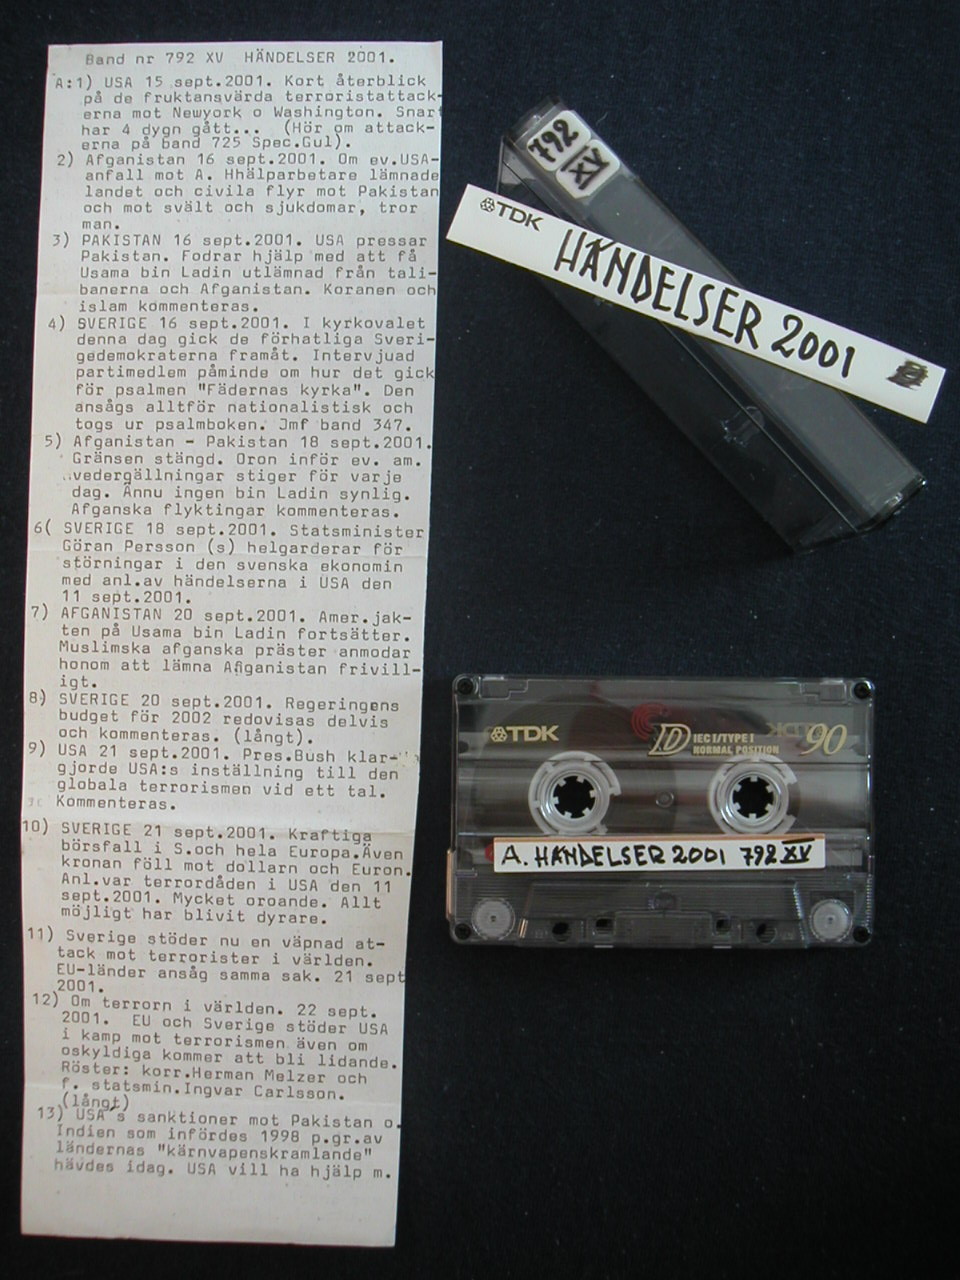 Band nr 792 XV HÄNDELSER 2001.
A:1) USA 15 sept.2001. Kort återblick
på de fruktansvärda terroristattack-
erna mot Newyork o Washington. Snart
har 4 dygn gått... (Hör om attack-
erna på band 725 Spec.Gul).
2) Afganistan 16 sept.2001. Om ev.USA-
anfall mot A. Hhälparbetare lämnade
landet och civila flyr mot Pakistan
och mot svält och sjukdomar, tror
man.
3) PAKISTAN 16 sept.2001. USA pressar
Pakistan. Fodrar hjälp med att få
Usama bin Ladin utlämnad från tali-
banerna och Afganistan. Koranen och
islam kommenteras.
4) SVERIGE 16 sept.2001. I kyrkovalet
denna dag gick de förhatliga Sveri-
gedemokraterna framåt. Intervjuad
partimedlem påminde om hur det gick
för psalmen "Fädernas kyrka". Den
ansågs alltför nationalistisk och
togs ur psalmboken. Jmf band 347.
5) Afganistan - Pakistan 18 sept.2001.
Gränsen stängd. Oron inför ev. am.
vedergällningar stiger för varje
dag. Ännu ingen bin Ladin synlig.
Afganska flyktingar kommenteras.
6( SVERIGE 18 sept.2001. Statsminister
Göran Persson (s) helgarderar för
störningar i den svenska ekonomin
med anl.av händelserna i USA den
11 sept.2001.
7) AFGANISTAN 20 sept.2001. Amer.jak-
ten på Usama bin Ladin fortsätter.
Muslimska afganska präster anmodar
honom att lämna Afganistan frivill-
igt.
8) SVERIGE 20 sept.2001. Regeringens
budget för 2002 redovisas delvis
och kommenteras. (långt).
9) USA 21 sept.2001. Pres.Bush klar-
gjorde USA:s inställning till den
globala terrorismen vid ett tal.
Kommenteras.
10) SVERIGE 21 sept.2001. Kraftiga
börsfall i S.och hela Europa.Även
kronan föll mot dollarn och Euron.
Anl.var terrordåden i USA den 11
sept.2001. Mycket oroande. Allt
möjligt har blivit dyrare.
11) Sverige stöder nu en väpnad at-
tack mot terrorister i världen.
EU-länder ansåg samma sak. 21 sept
2001.
12) Om terrorn i världen. 22 sept.
2001. EU och Sverige stöder USA
i kamp mot terrorismen även om
oskyldiga kommer att bli lidande.
Röster: korr.Herman Melzer och
f. statsmin.Ingvar Carlsson.
(långt)
13) USA's sanktioner mot Pakistan o.
Indien som infördes 1998 p.gr.av
ländernas "kärnvapenskramlande"
hävdes idag. USA vill ha hjälp m.
792
XV
TDK HÄNDELSER 2001
TDK D IEC I/TYPE I NORMAL POSITION 90
A. HÄNDELSER 2001 792 XV